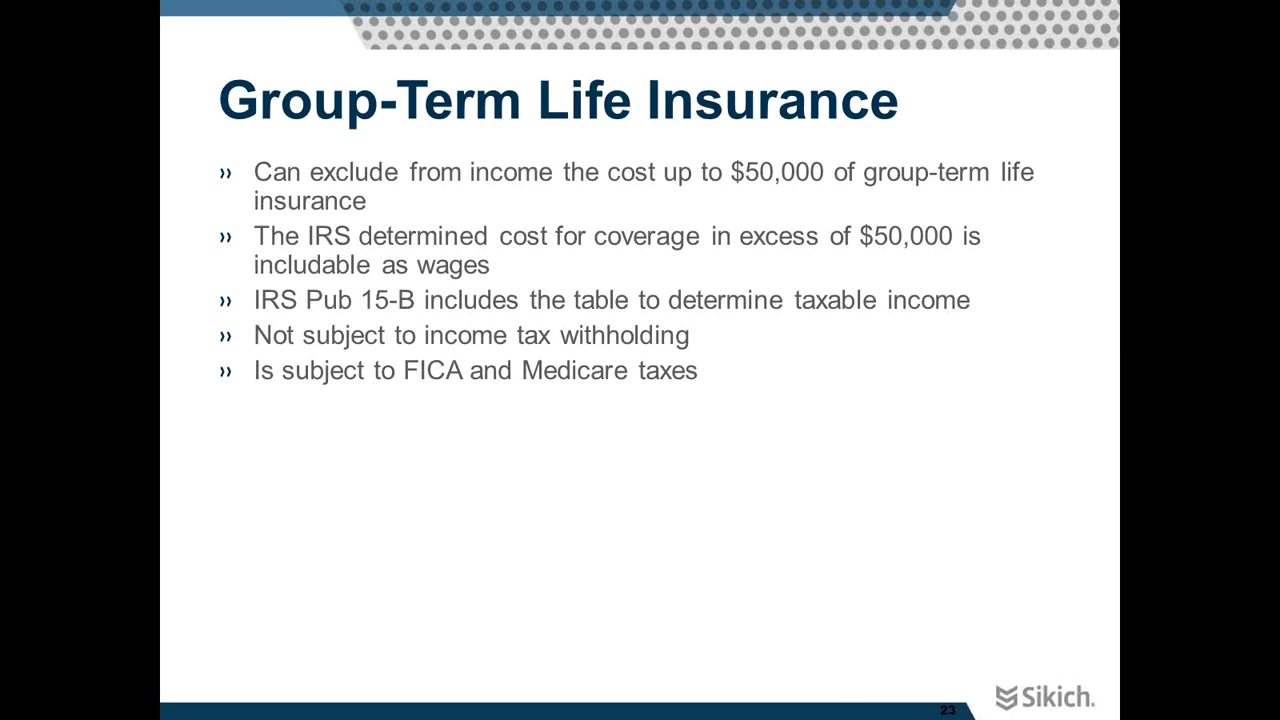 Group-Term Life Insurance
›› Can exclude from income the cost up to $50,000 of group-term life
insurance
›› The IRS determined cost for coverage in excess of $50,000 is
includable as wages
›› IRS Pub 15-B includes the table to determine taxable income
›› Not subject to income tax withholding
›› Is subject to FICA and Medicare taxes
Sikich.
23